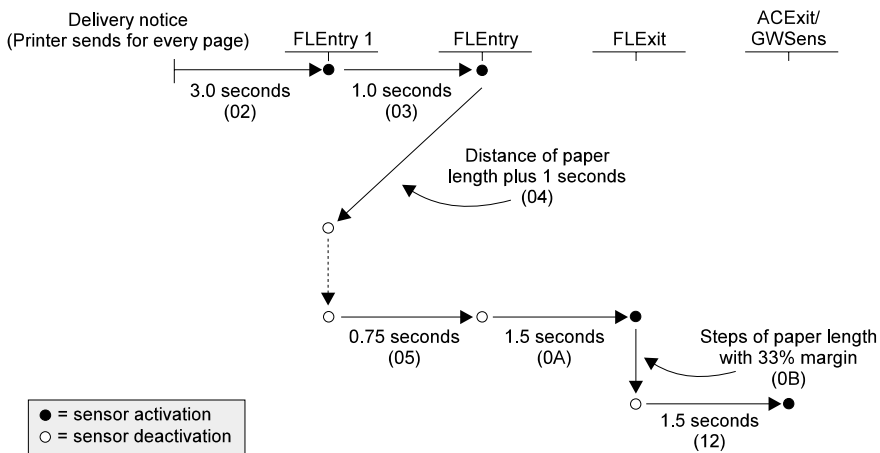 Delivery notice
(Printer sends for every page)
FLEntry 1
FLEntry
FLExit
ACExit/
GWSens
3.0 seconds
(02)
1.0 seconds
(03)
Distance of paper
length plus 1 seconds
(04)
0.75 seconds
(05)
1.5 seconds
(0A)
Steps of paper length
with 33% margin
(0B)
1.5 seconds
(12)
= sensor activation
= sensor deactivation